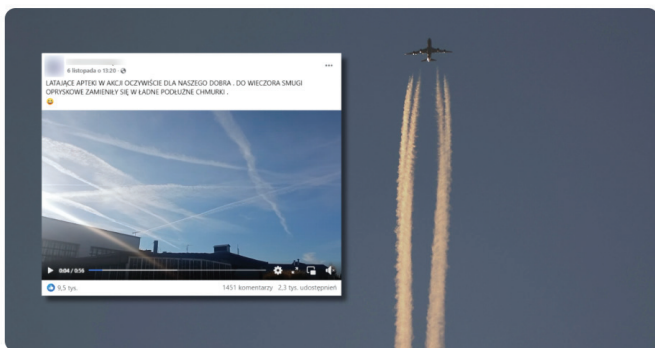 6 listopada o 13:20
LATAJĄCE APTEKI W AKCJI OCZYWIŚCIE DLA NASZEGO DOBRA . DO WIECZORA SMUGI
OPRYSKOWE ZAMIENIŁY SIĘ W ŁADNE PODŁUŻNE CHMURKI .
0:04 / 0:56
9,5 tys.
1451 komentarzy 2,3 tys. udostępnień